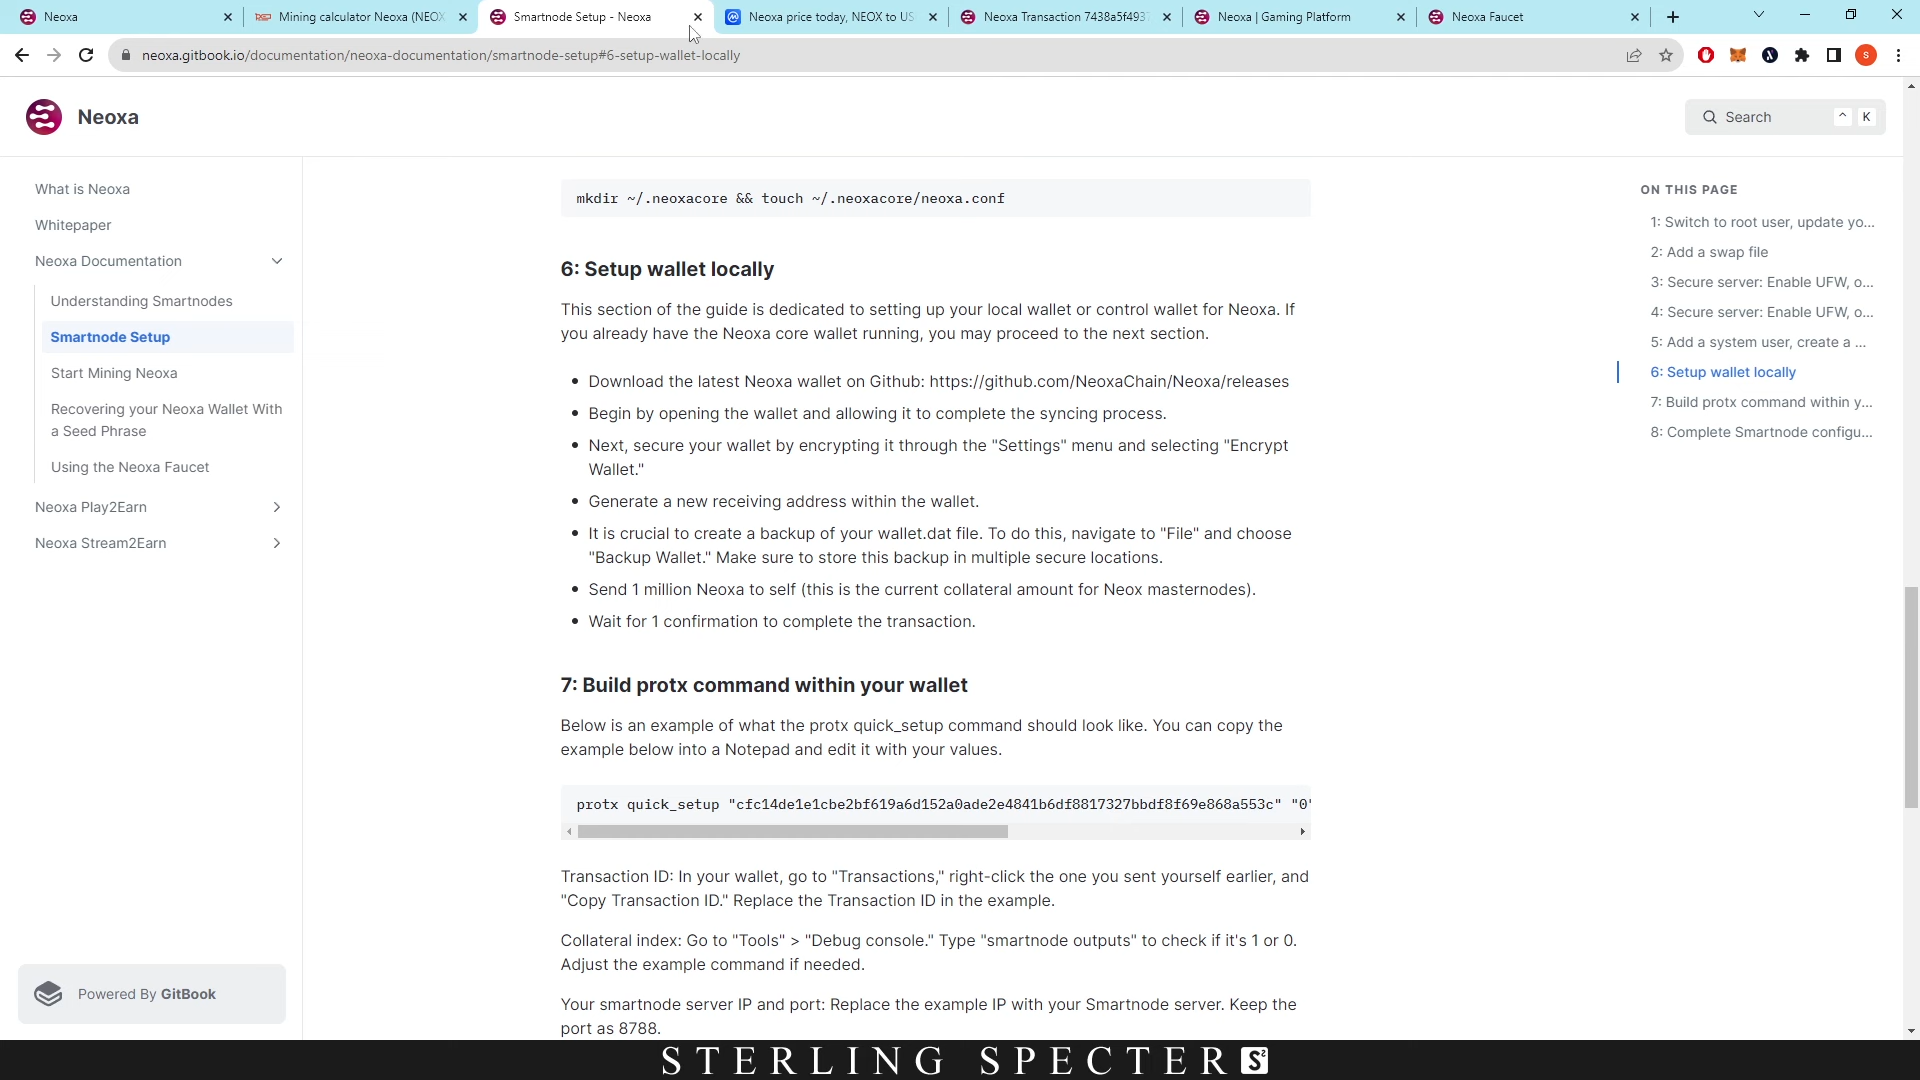 Neoxa
Mining calculator Neoxa (NEOX
Smartnode Setup - Neoxa
Neoxa price today, NEOX to US
Neoxa Transaction 7438a5f493
Neoxa | Gaming Platform
Neoxa Faucet
neoxa.gitbook.io/documentation/neoxa-documentation/smartnode-setup#6-setup-wallet-locally
S
Neoxa
Search
^ K
What is Neoxa
Whitepaper
Neoxa Documentation
Understanding Smartnodes
Smartnode Setup
Start Mining Neoxa
Recovering your Neoxa Wallet With
a Seed Phrase
Using the Neoxa Faucet
Neoxa Play2Earn
Neoxa Stream2Earn
Powered By GitBook
mkdir ~/.neoxacore && touch ~/.neoxacore/neoxa.conf
6: Setup wallet locally
This section of the guide is dedicated to setting up your local wallet or control wallet for Neoxa. If
you already have the Neoxa core wallet running, you may proceed to the next section.
• Download the latest Neoxa wallet on Github: https://github.com/NeoxaChain/Neoxa/releases
• Begin by opening the wallet and allowing it to complete the syncing process.
• Next, secure your wallet by encrypting it through the "Settings" menu and selecting "Encrypt
Wallet."
• Generate a new receiving address within the wallet.
• It is crucial to create a backup of your wallet.dat file. To do this, navigate to "File" and choose
"Backup Wallet." Make sure to store this backup in multiple secure locations.
• Send 1 million Neoxa to self (this is the current collateral amount for Neox masternodes).
• Wait for 1 confirmation to complete the transaction.
7: Build protx command within your wallet
Below is an example of what the protx quick_setup command should look like. You can copy the
example below into a Notepad and edit it with your values.
protx quick_setup "cfc14de1e1cbe2bf619a6d152a0ade2e4841b6df8817327bbdf8f69e868a553c" "0"
Transaction ID: In your wallet, go to "Transactions," right-click the one you sent yourself earlier, and
"Copy Transaction ID." Replace the Transaction ID in the example.
Collateral index: Go to "Tools" > "Debug console." Type "smartnode outputs" to check if it's 1 or 0.
Adjust the example command if needed.
Your smartnode server IP and port: Replace the example IP with your Smartnode server. Keep the
port as 8788.
ON THIS PAGE
1: Switch to root user, update yo...
2: Add a swap file
3: Secure server: Enable UFW, o...
4: Secure server: Enable UFW, o...
5: Add a system user, create a ...
6: Setup wallet locally
7: Build protx command within y...
8: Complete Smartnode configu...
STERLING SPECTER S²